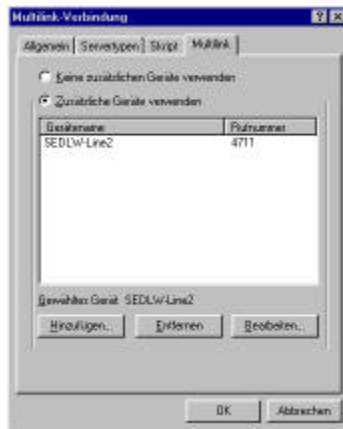 Multilink-Verbindung
Allgemein Servertypen Skript Multilink
Keine zusätzlichen Geräte verwenden
Zusätzliche Geräte verwenden
Gerätename Rufnummer
SEDLW-Line2 4711
Gewähltes Gerät: SEDLW-Line2
Hinzufügen... Entfernen Bearbeiten...
OK Abbrechen